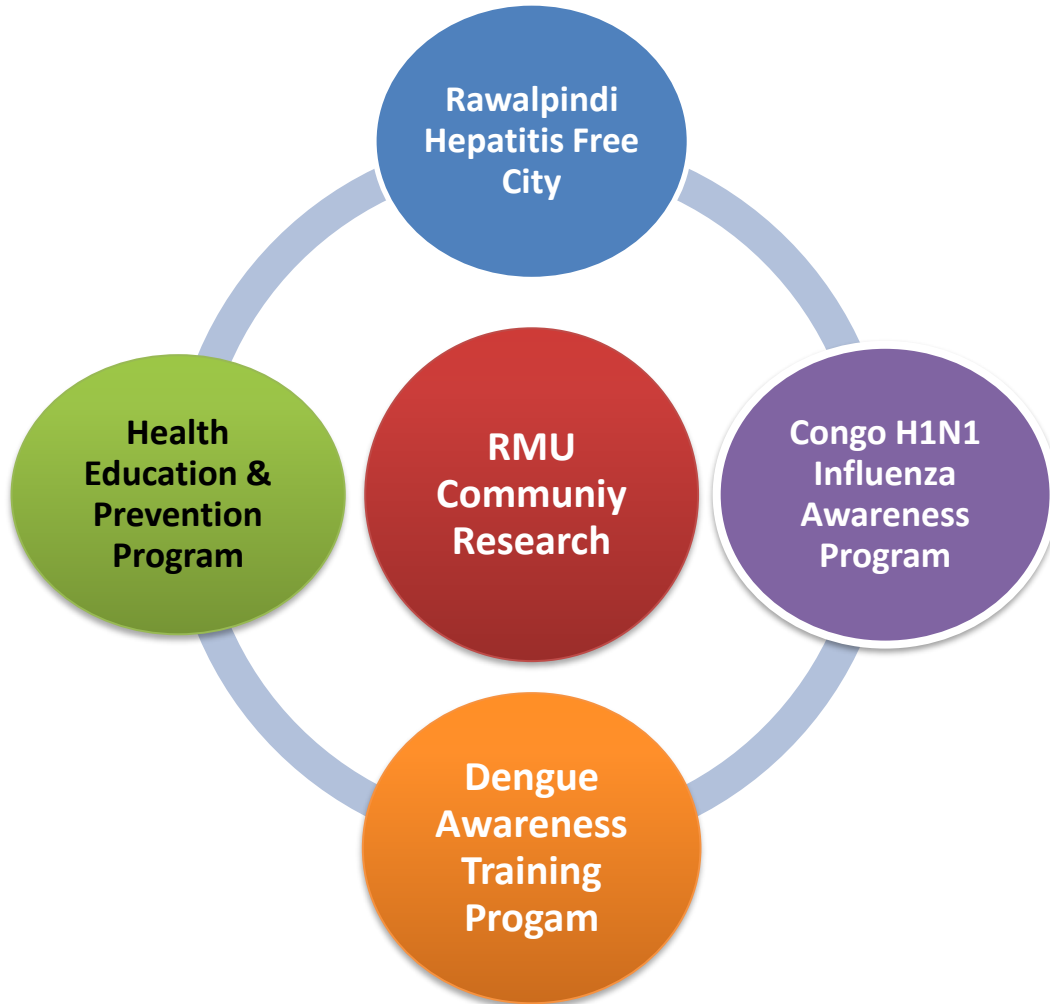 Rawalpindi
Hepatitis Free
City
Health
Education &
Prevention
Program
RMU
Communiy
Research
Congo H1N1
Influenza
Awareness
Program
Dengue
Awareness
Training
Progam